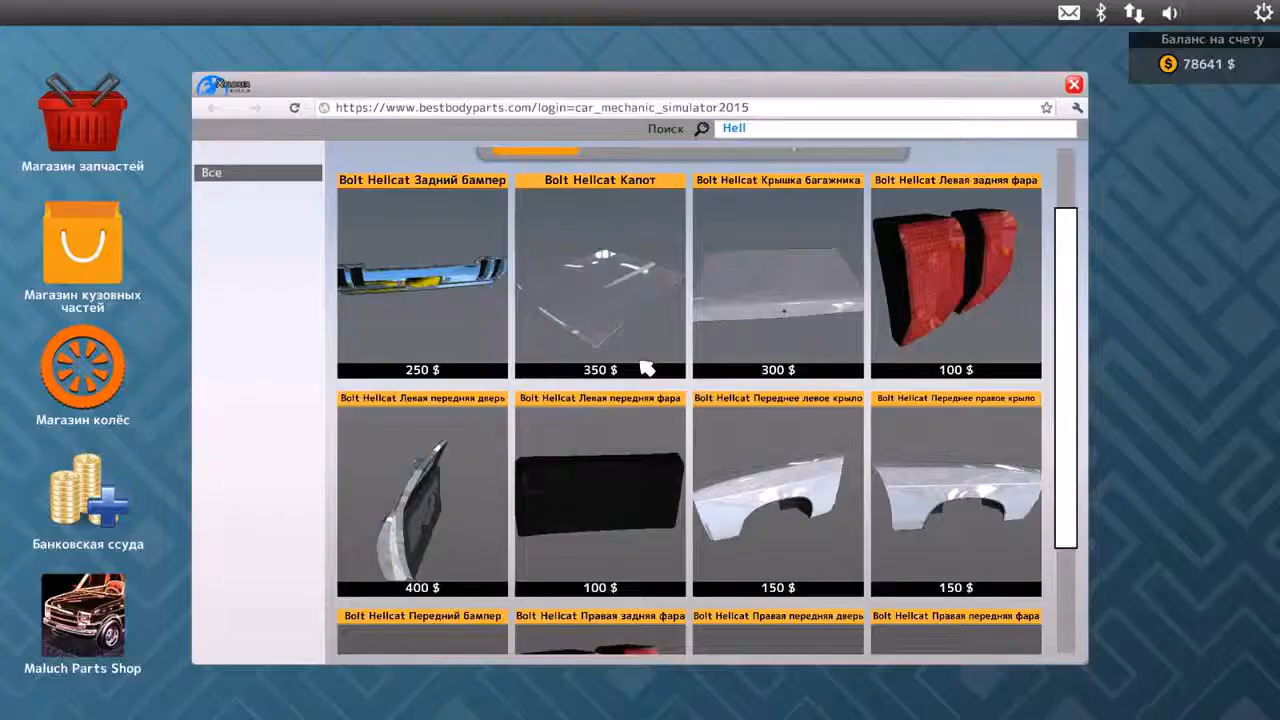 Баланс на счету
78641 $
XPLORER
https://www.bestbodyparts.com/login=car_mechanic_simulator2015
Поиск
Hell
Все
Магазин запчастей
Магазин кузовных
частей
Магазин колёс
Банковская ссуда
Maluch Parts Shop
Bolt Hellcat Задний бампер
Bolt Hellcat Капот
Bolt Hellcat Крышка багажника
Bolt Hellcat Левая задняя фара
250 $
350 $
300 $
100 $
Bolt Hellcat Левая передняя дверь
Bolt Hellcat Левая передняя фара
Bolt Hellcat Переднее левое крыло
Bolt Hellcat Переднее правое крыло
400 $
100 $
150 $
150 $
Bolt Hellcat Передний бампер
Bolt Hellcat Правая задняя фара
Bolt Hellcat Правая передняя дверь
Bolt Hellcat Правая передняя фара